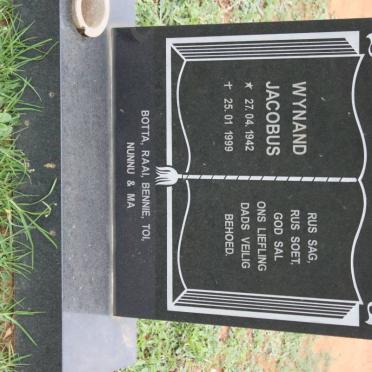 WYNAND
JACOBUS
★ 27.04.1942
✝ 25.01.1999
RUS SAG,
RUS SOET,
GOD SAL
ONS LIEFLING
DADS VEILIG
BEHOED.
BOTTA, RAAI, BENNIE, TOI,
NUNNU & MA